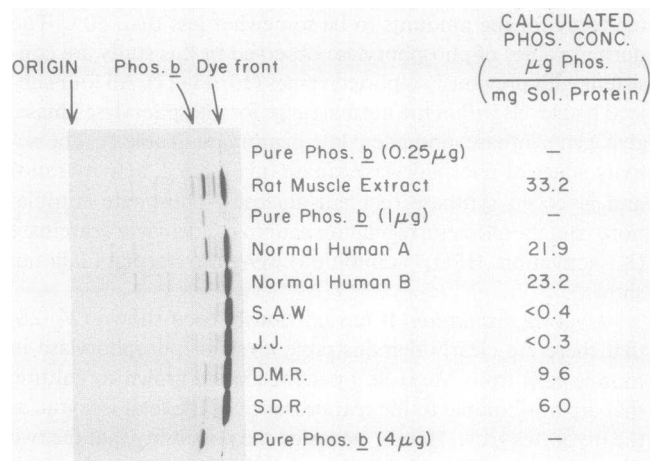 CALCULATED
PHOS. CONC.
ORIGIN Phos. b Dye front
( μg Phos.
mg Sol. Protein )
Pure Phos. b (0.25μg) —
Rat Muscle Extract 33.2
Pure Phos. b (1μg) —
Normal Human A 21.9
Normal Human B 23.2
S.A.W <0.4
J.J. <0.3
D.M.R. 9.6
S.D.R. 6.0
Pure Phos. b (4μg)